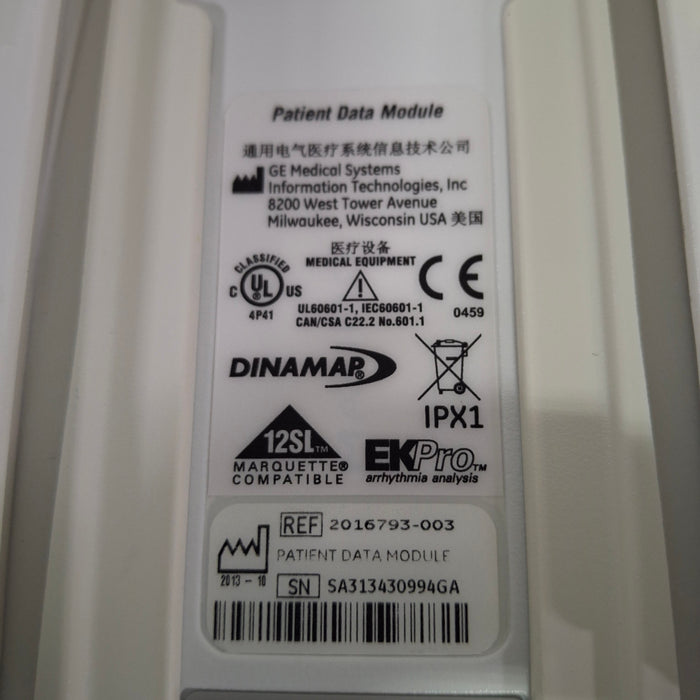 Patient Data Module
通用电气医疗系统信息技术公司
GE Medical Systems
Information Technologies, Inc
8200 West Tower Avenue
Milwaukee, Wisconsin USA 美国
医疗设备
MEDICAL EQUIPMENT
CLASSIFIED
C UL ® US
4P41
UL60601-1, IEC60601-1
CAN/CSA C22.2 No.601.1
CE
0459
DINAMAP®
IPX1
12SL™
MARQUETTE®
COMPATIBLE
EKPro™
arrhythmia analysis
REF 2016793-003
PATIENT DATA MODULE
2013-10
SN SA313430994GA